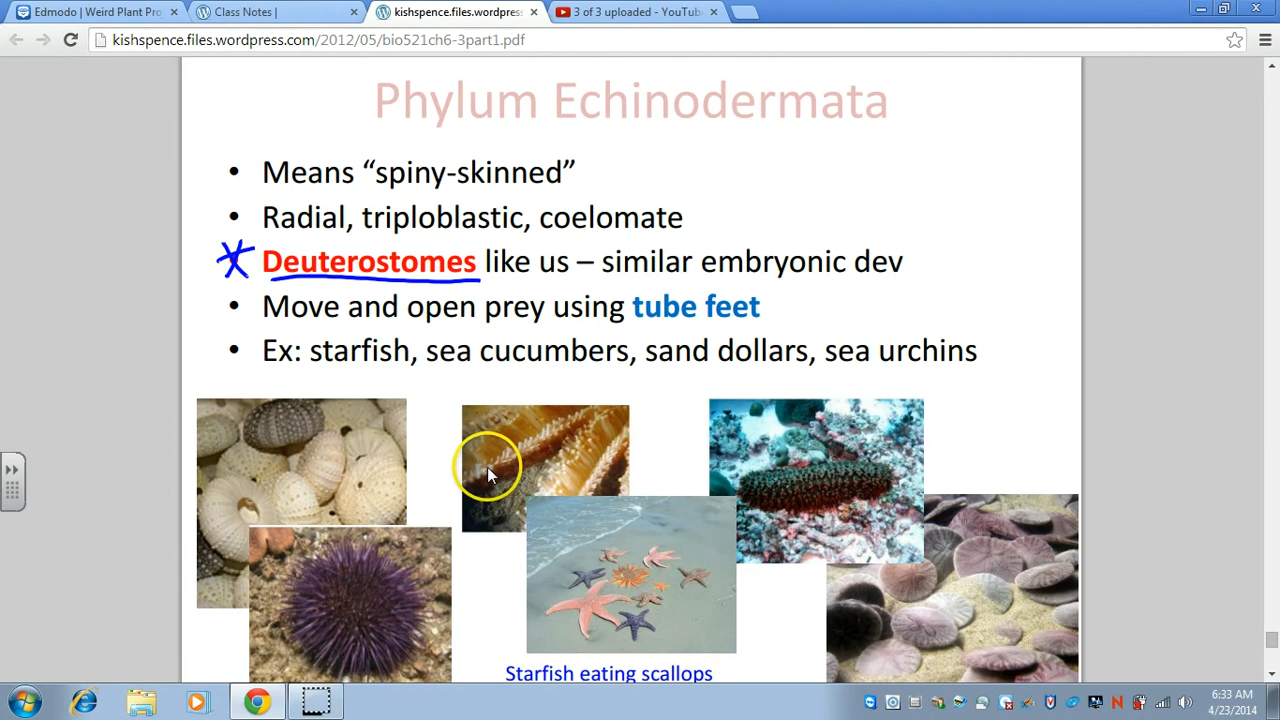 Edmodo | Weird Plant Pro
Class Notes |
kishspence.files.wordpress
3 of 3 uploaded - YouTube
kishspence.files.wordpress.com/2012/05/bio521ch6-3part1.pdf
Phylum Echinodermata
• Means “spiny-skinned”
• Radial, triploblastic, coelomate
Deuterostomes like us – similar embryonic dev
• Move and open prey using tube feet
• Ex: starfish, sea cucumbers, sand dollars, sea urchins
Starfish eating scallops
6:33 AM
4/23/2014